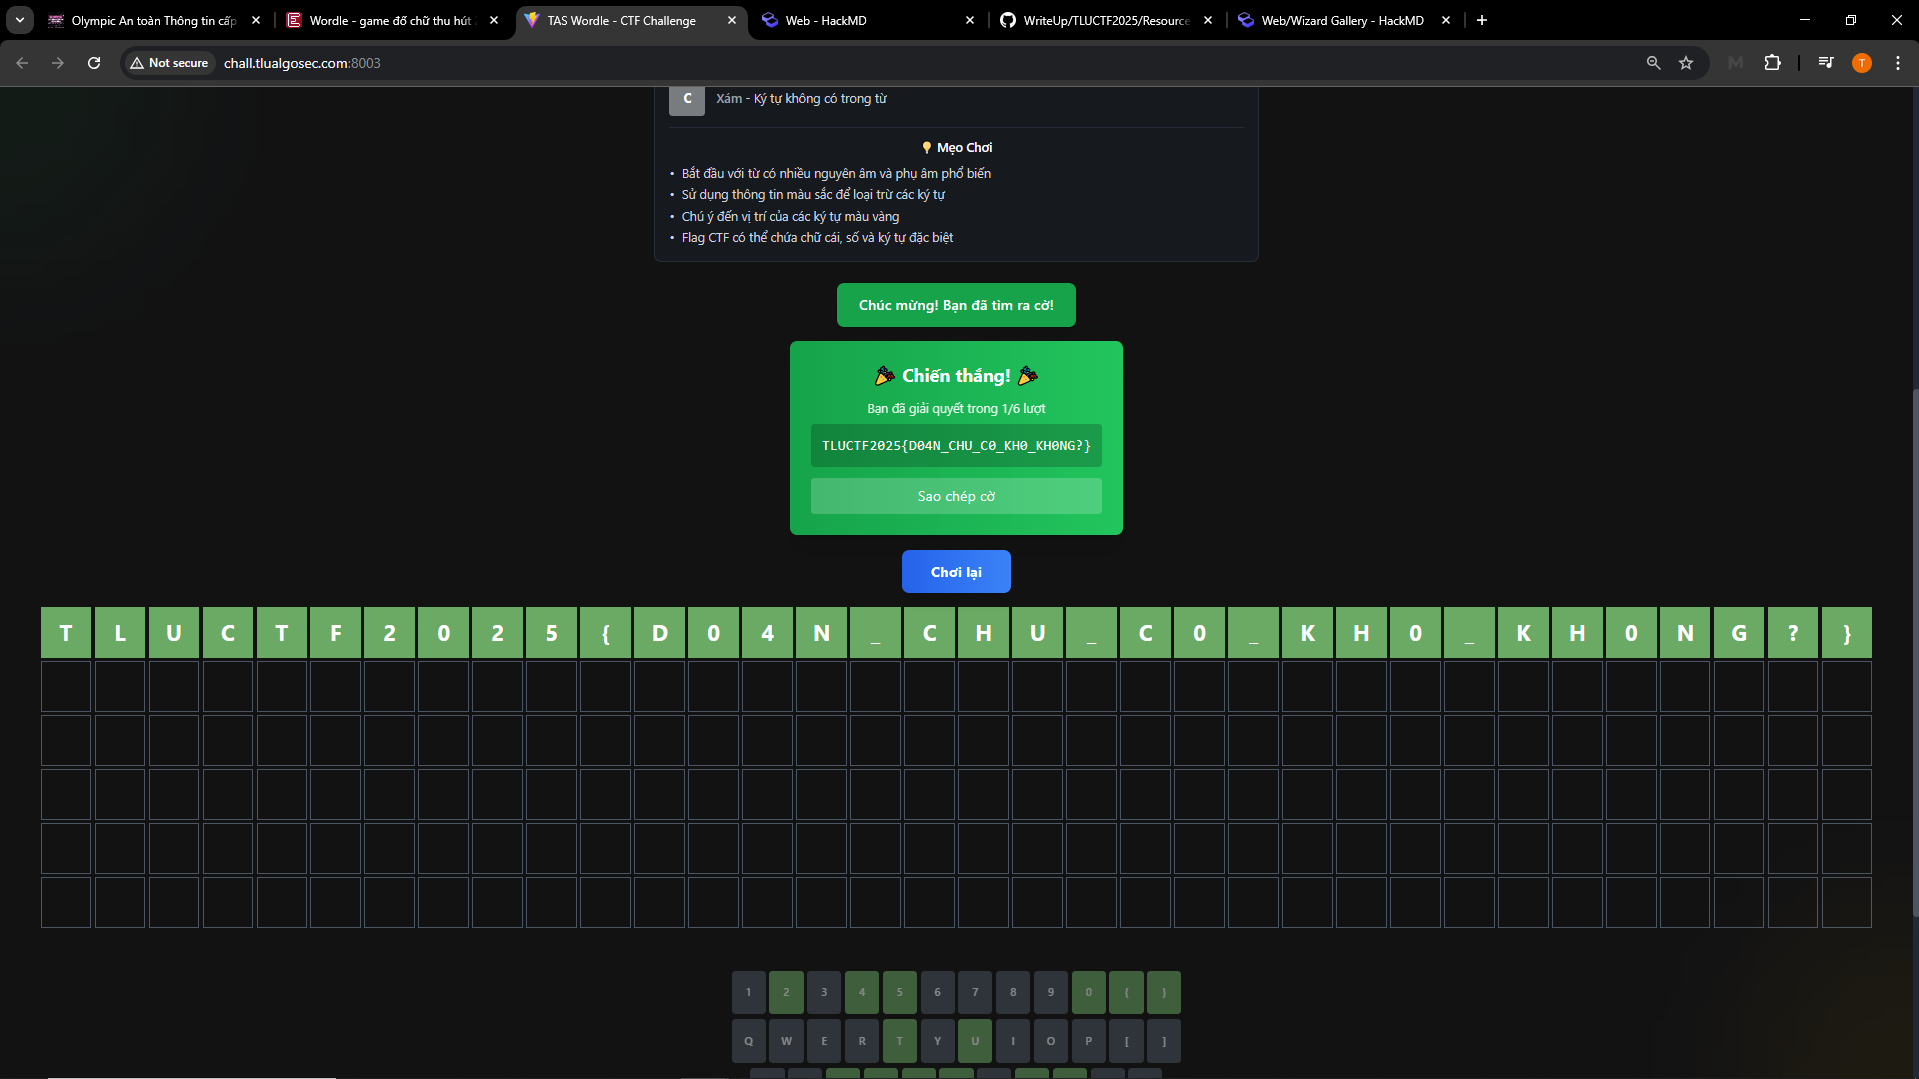 Olympic An toàn Thông tin cấp
Wordle - game đố chữ thu hút
TAS Wordle - CTF Challenge
Web - HackMD
WriteUp/TLUCTF2025/Resource
Web/Wizard Gallery - HackMD
Not secure
chall.tlualgosec.com:8003
T
C
Xám - Ký tự không có trong từ
💡 Mẹo Chơi
• Bắt đầu với từ có nhiều nguyên âm và phụ âm phổ biến
• Sử dụng thông tin màu sắc để loại trừ các ký tự
• Chú ý đến vị trí của các ký tự màu vàng
• Flag CTF có thể chứa chữ cái, số và ký tự đặc biệt
Chúc mừng! Bạn đã tìm ra cờ!
🎉 Chiến thắng! 🎉
Bạn đã giải quyết trong 1/6 lượt
TLUCTF2025{D04N_CHU_C0_KH0_KH0NG?}
Sao chép cờ
Chơi lại
T L U C T F 2 0 2 5 { D 0 4 N _ C H U _ C 0 _ K H 0 _ K H 0 N G ? }
1 2 3 4 5 6 7 8 9 0 { }
Q W E R T Y U I O P [ ]